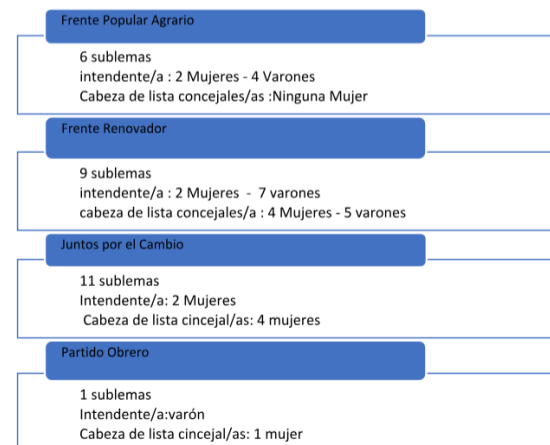 Frente Popular Agrario
6 sublemas
intendente/a : 2 Mujeres - 4 Varones
Cabeza de lista concejales/as :Ninguna Mujer
Frente Renovador
9 sublemas
intendente/a : 2 Mujeres - 7 varones
cabeza de lista concejales/a : 4 Mujeres - 5 varones
Juntos por el Cambio
11 sublemas
Intendente/a: 2 Mujeres
Cabeza de lista cincejal/as: 4 mujeres
Partido Obrero
1 sublemas
Intendente/a:varón
Cabeza de lista cincejal/as: 1 mujer